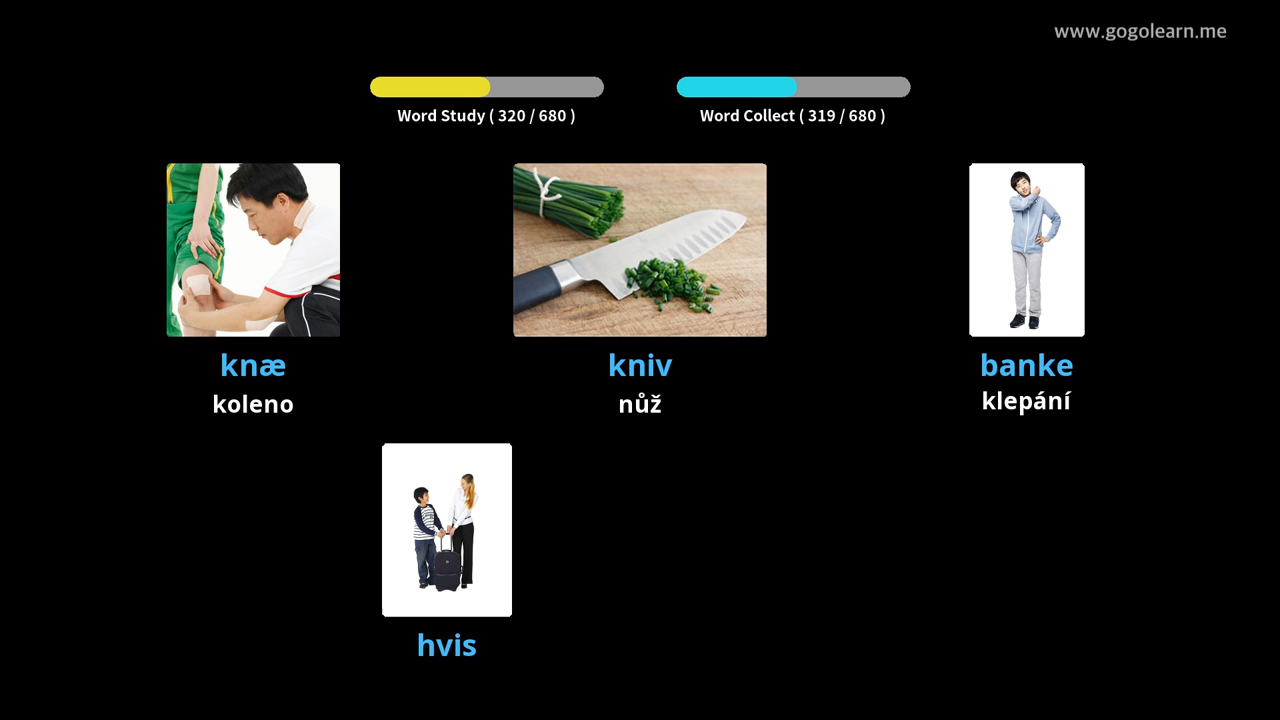 www.gogolearn.me
Word Study ( 320 / 680 )
Word Collect ( 319 / 680 )
knæ
kniv
banke
koleno
nůž
klepání
hvis